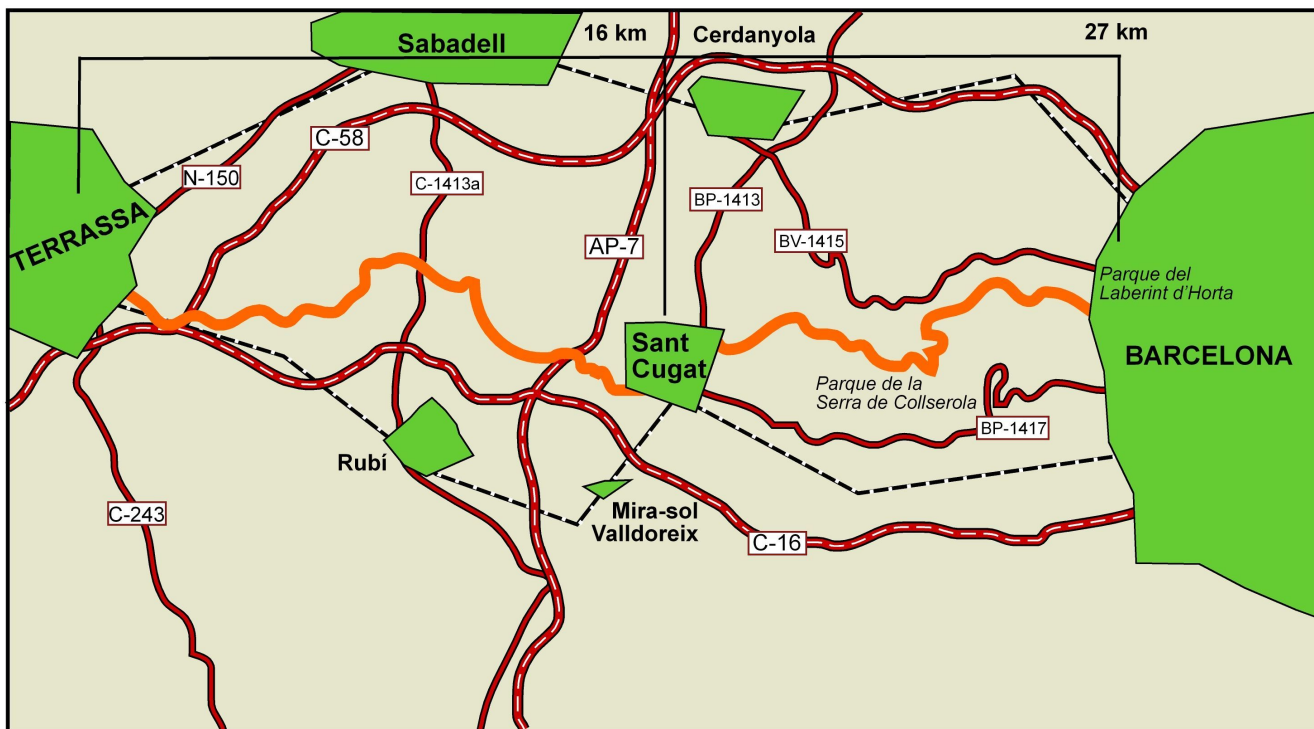 16 km
Cerdanyola
27 km
Sabadell
C-58
N-150
C-1413a
BP-1413
TERRASSA
AP-7
BV-1415
Parque del
Laberint d'Horta
Sant
Cugat
BARCELONA
Parque de la
Serra de Collserola
BP-1417
Rubí
C-243
Mira-sol
Valldoreix
C-16